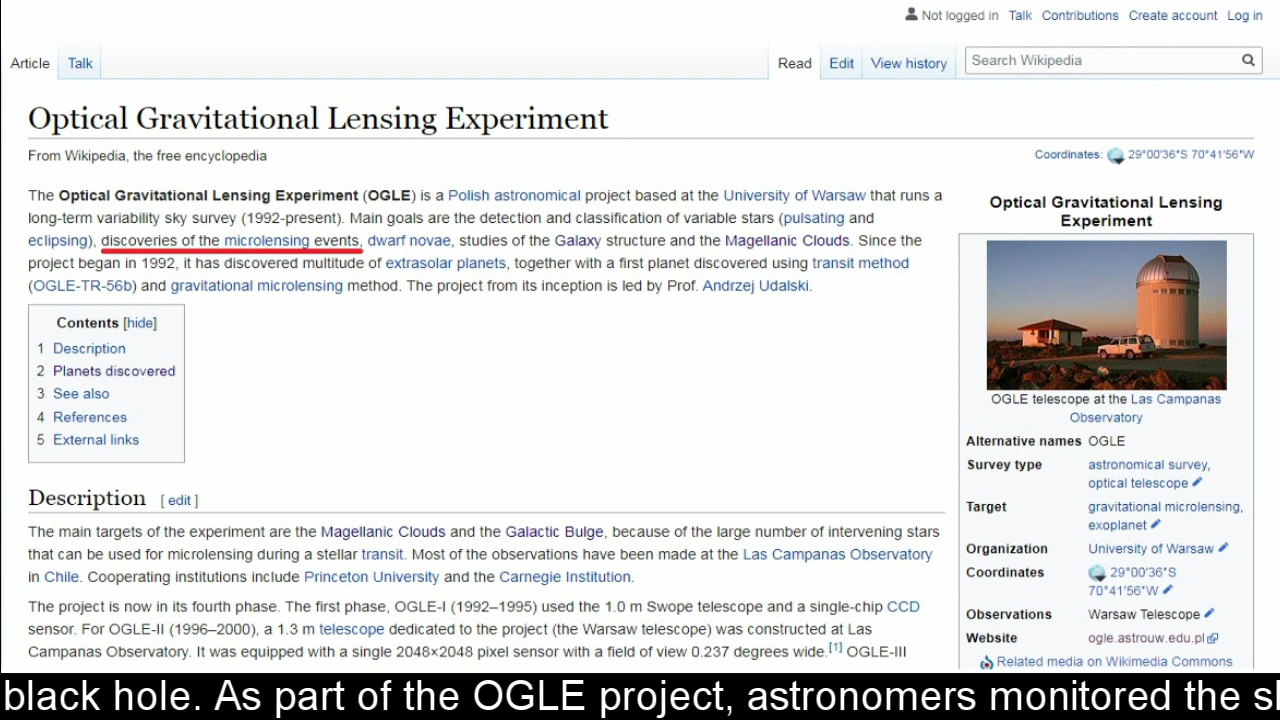 Not logged in Talk Contributions Create account Log in
Article Talk Read Edit View history Search Wikipedia
Optical Gravitational Lensing Experiment
From Wikipedia, the free encyclopedia
Coordinates: 29°00′36″S 70°41′56″W
The Optical Gravitational Lensing Experiment (OGLE) is a Polish astronomical project based at the University of Warsaw that runs a
long-term variability sky survey (1992-present). Main goals are the detection and classification of variable stars (pulsating and
eclipsing), discoveries of the microlensing events, dwarf novae, studies of the Galaxy structure and the Magellanic Clouds. Since the
project began in 1992, it has discovered multitude of extrasolar planets, together with a first planet discovered using transit method
(OGLE-TR-56b) and gravitational microlensing method. The project from its inception is led by Prof. Andrzej Udalski.
Contents [hide]
1 Description
2 Planets discovered
3 See also
4 References
5 External links
Description [ edit ]
The main targets of the experiment are the Magellanic Clouds and the Galactic Bulge, because of the large number of intervening stars
that can be used for microlensing during a stellar transit. Most of the observations have been made at the Las Campanas Observatory
in Chile. Cooperating institutions include Princeton University and the Carnegie Institution.
The project is now in its fourth phase. The first phase, OGLE-I (1992–1995) used the 1.0 m Swope telescope and a single-chip CCD
sensor. For OGLE-II (1996–2000), a 1.3 m telescope dedicated to the project (the Warsaw telescope) was constructed at Las
Campanas Observatory. It was equipped with a single 2048×2048 pixel sensor with a field of view 0.237 degrees wide.[1] OGLE-III
Optical Gravitational Lensing
Experiment
OGLE telescope at the Las Campanas
Observatory
Alternative names OGLE
Survey type astronomical survey,
optical telescope
Target gravitational microlensing,
exoplanet
Organization University of Warsaw
Coordinates 29°00′36″S
70°41′56″W
Observations Warsaw Telescope
Website ogle.astrouw.edu.pl
Related media on Wikimedia Commons
black hole. As part of the OGLE project, astronomers monitored the s